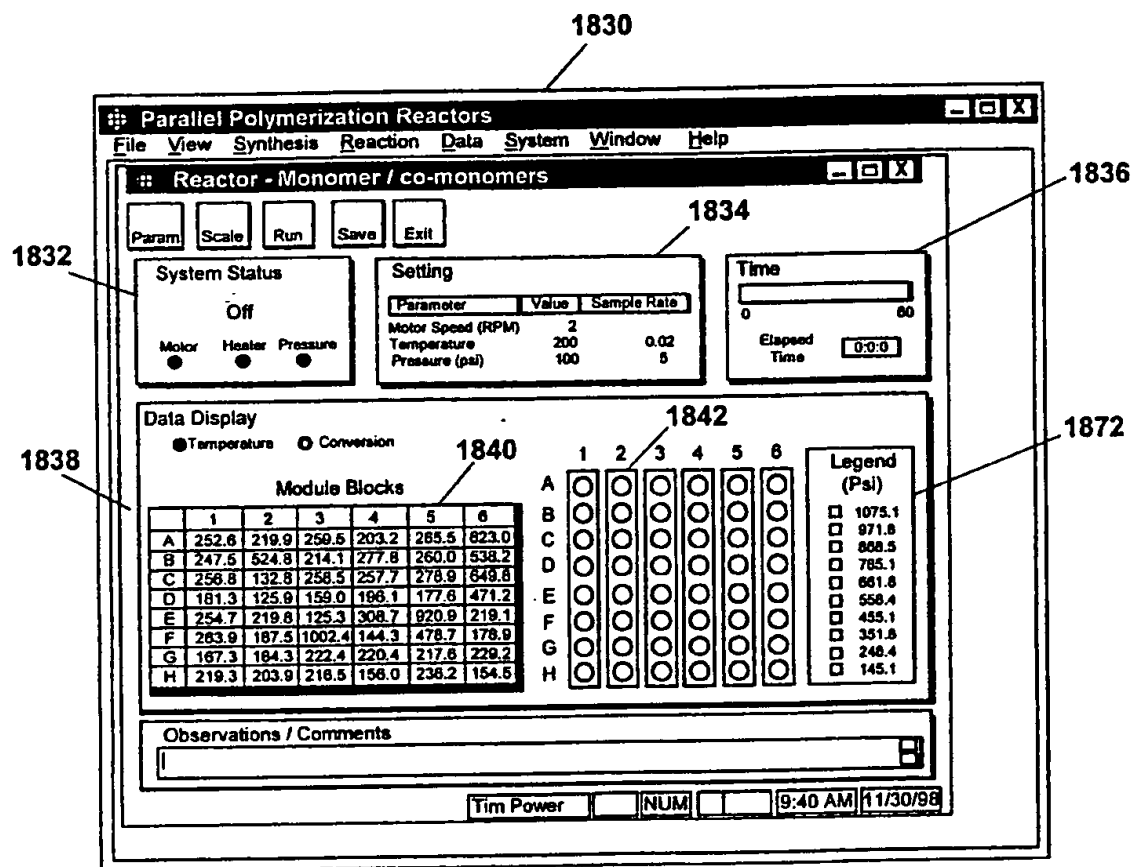 1830
Parallel Polymerization Reactors
File View Synthesis Reaction Data System Window Help
Reactor - Monomer / co-monomers
1836
1834
Param Scale Run Save Exit
1832
System Status
Off
Motor Heater Pressure
Setting
Parameter Value Sample Rate
Motor Speed (RPM) 2
Temperature 200 0.02
Pressure (psi) 100 5
Time
0 60
Elapsed Time 0:0:0
Data Display
Temperature Conversion
1838
1840
1842
1872
Module Blocks
1 2 3 4 5 6
A 252.6 219.9 259.5 203.2 265.5 823.0
B 247.5 524.8 214.1 277.8 260.0 538.2
C 256.8 132.8 258.5 257.7 278.9 649.8
D 181.3 125.9 159.0 196.1 177.6 471.2
E 254.7 219.8 125.3 308.7 920.9 219.1
F 263.9 187.5 1002.4 144.3 478.7 178.9
G 167.3 184.3 222.4 220.4 217.6 229.2
H 219.3 203.9 216.5 156.0 236.2 154.5
1 2 3 4 5 6
A
B
C
D
E
F
G
H
Legend
(Psi)
1075.1
971.8
868.5
765.1
661.8
558.4
455.1
351.8
248.4
145.1
Observations / Comments
Tim Power NUM 9:40 AM 11/30/98